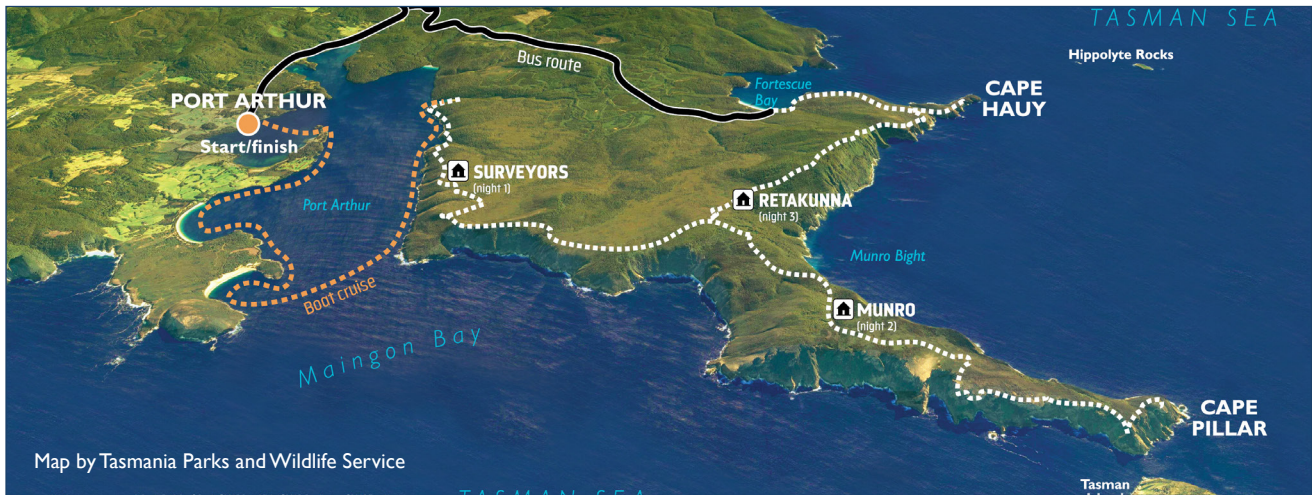 TASMAN SEA
Hippolyte Rocks
Bus route
Fortescue
Bay
CAPE
HAUY
PORT ARTHUR
Start/finish
SURVEYORS
(night 1)
RETAKUNNA
(night 3)
Port Arthur
Munro Bight
Boat cruise
MUNRO
(night 2)
Maingon Bay
CAPE
PILLAR
Map by Tasmania Parks and Wildlife Service
Tasman
TASMAN SEA